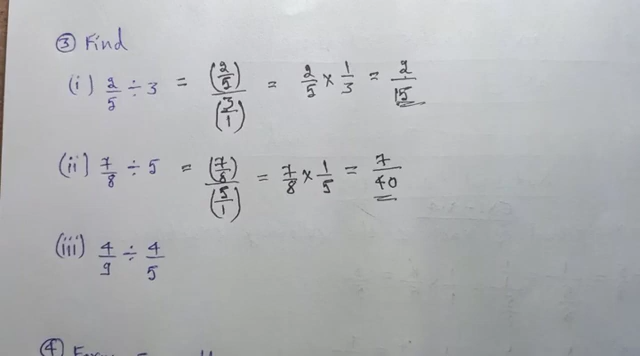 ③ Find
(i) 2/5 ÷ 3 = (2/5)/(3/1) = 2/5 × 1/3 = 2/15
(ii) 7/8 ÷ 5 = (7/8)/(5/1) = 7/8 × 1/5 = 7/40
(iii) 4/9 ÷ 4/5
④